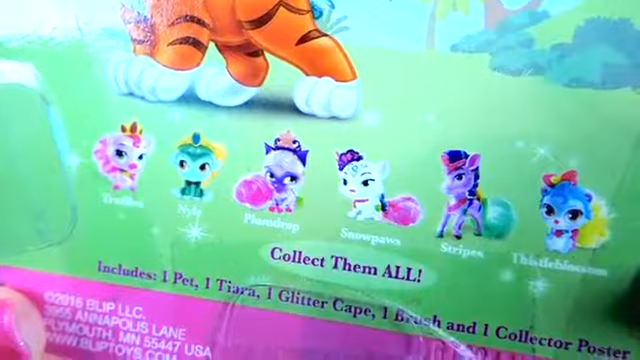 Truffles
Nyle
Plumdrop
Snowpaws
Stripes
Thistleblossom
Collect Them ALL!
Includes: 1 Pet, 1 Tiara, 1 Glitter Cape, 1 Brush and 1 Collector Poster
©2016 BLIP LLC.
3955 ANNAPOLIS LANE
PLYMOUTH, MN 55447 USA
WWW.BLIPTOYS.COM